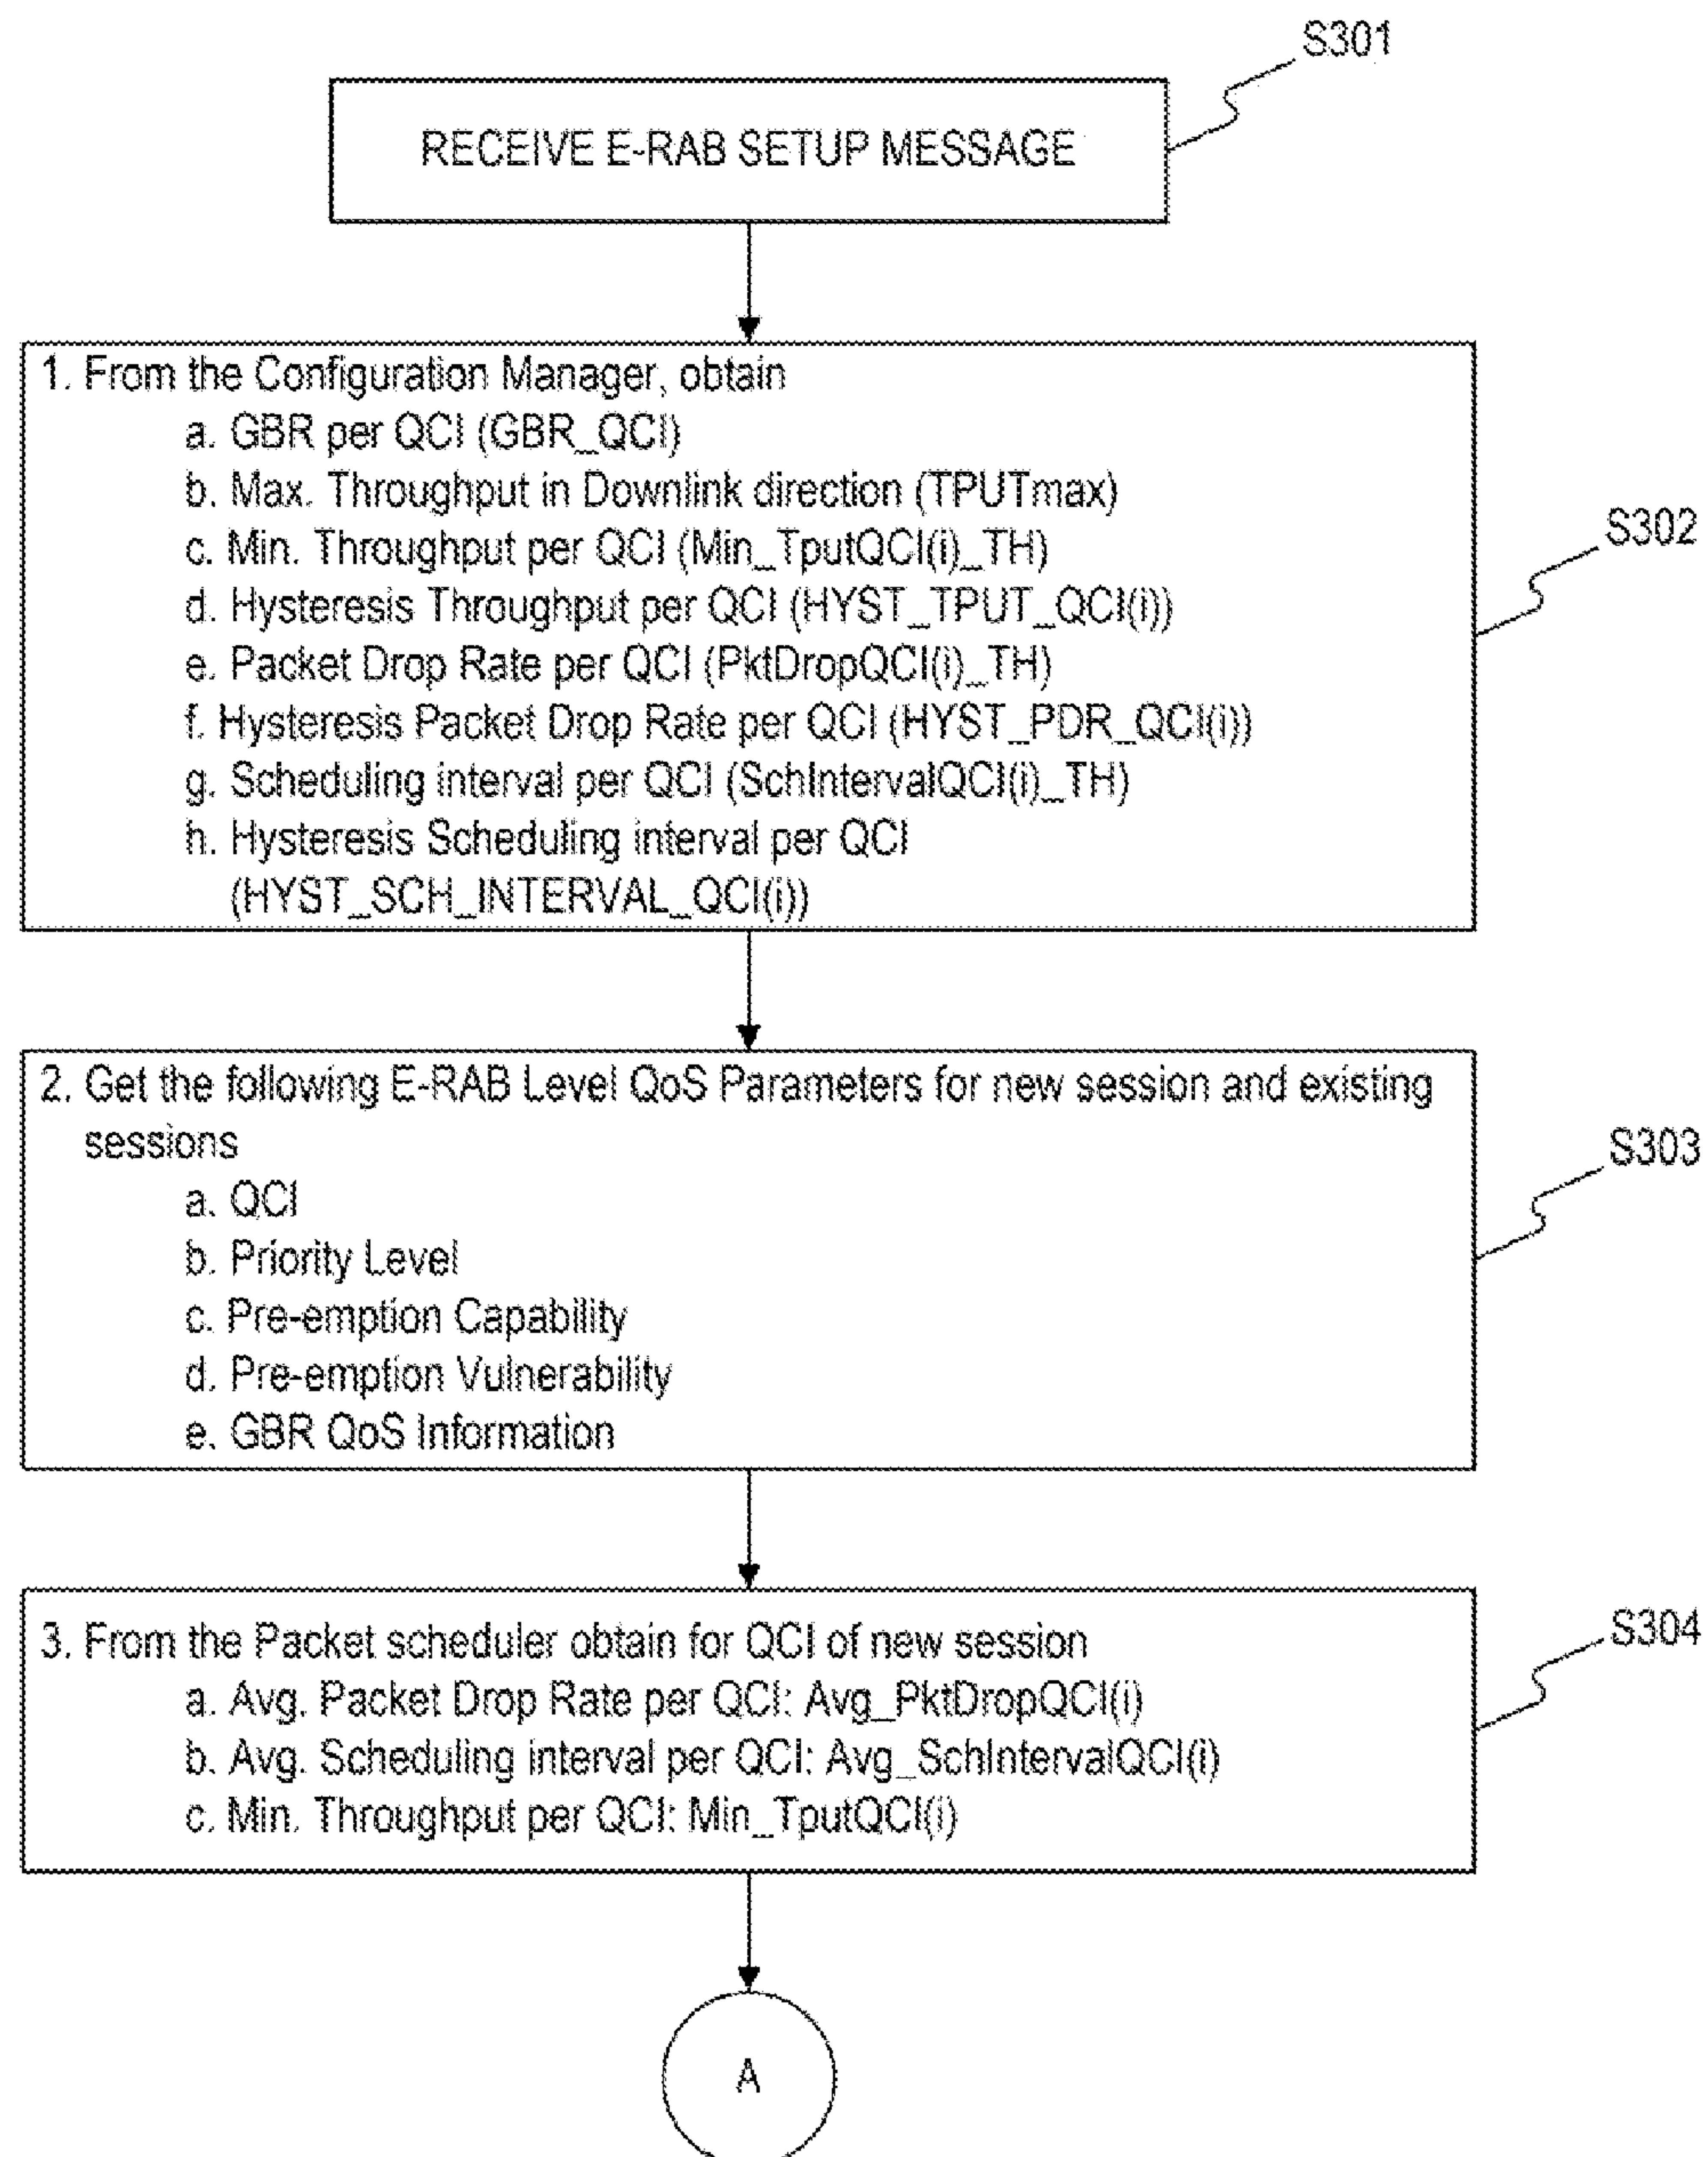 S301
RECEIVE E-RAB SETUP MESSAGE
1. From the Configuration Manager, obtain
a. GBR per QCI (GBR_QCI)
b. Max. Throughput in Downlink direction (TPUTmax)
c. Min. Throughput per QCI (Min_TputQCI(i)_TH)
d. Hysteresis Throughput per QCI (HYST_TPUT_QCI(i))
e. Packet Drop Rate per QCI (PktDropQCI(i)_TH)
f. Hysteresis Packet Drop Rate per QCI (HYST_PDR_QCI(i))
g. Scheduling interval per QCI (SchIntervalQCI(i)_TH)
h. Hysteresis Scheduling interval per QCI
(HYST_SCH_INTERVAL_QCI(i))
S302
2. Get the following E-RAB Level QoS Parameters for new session and existing
sessions
a. QCI
b. Priority Level
c. Pre-emption Capability
d. Pre-emption Vulnerability
e. GBR QoS Information
S303
3. From the Packet scheduler obtain for QCI of new session
a. Avg. Packet Drop Rate per QCI: Avg_PktDropQCI(i)
b. Avg. Scheduling interval per QCI: Avg_SchIntervalQCI(i)
c. Min. Throughput per QCI: Min_TputQCI(i)
S304
A